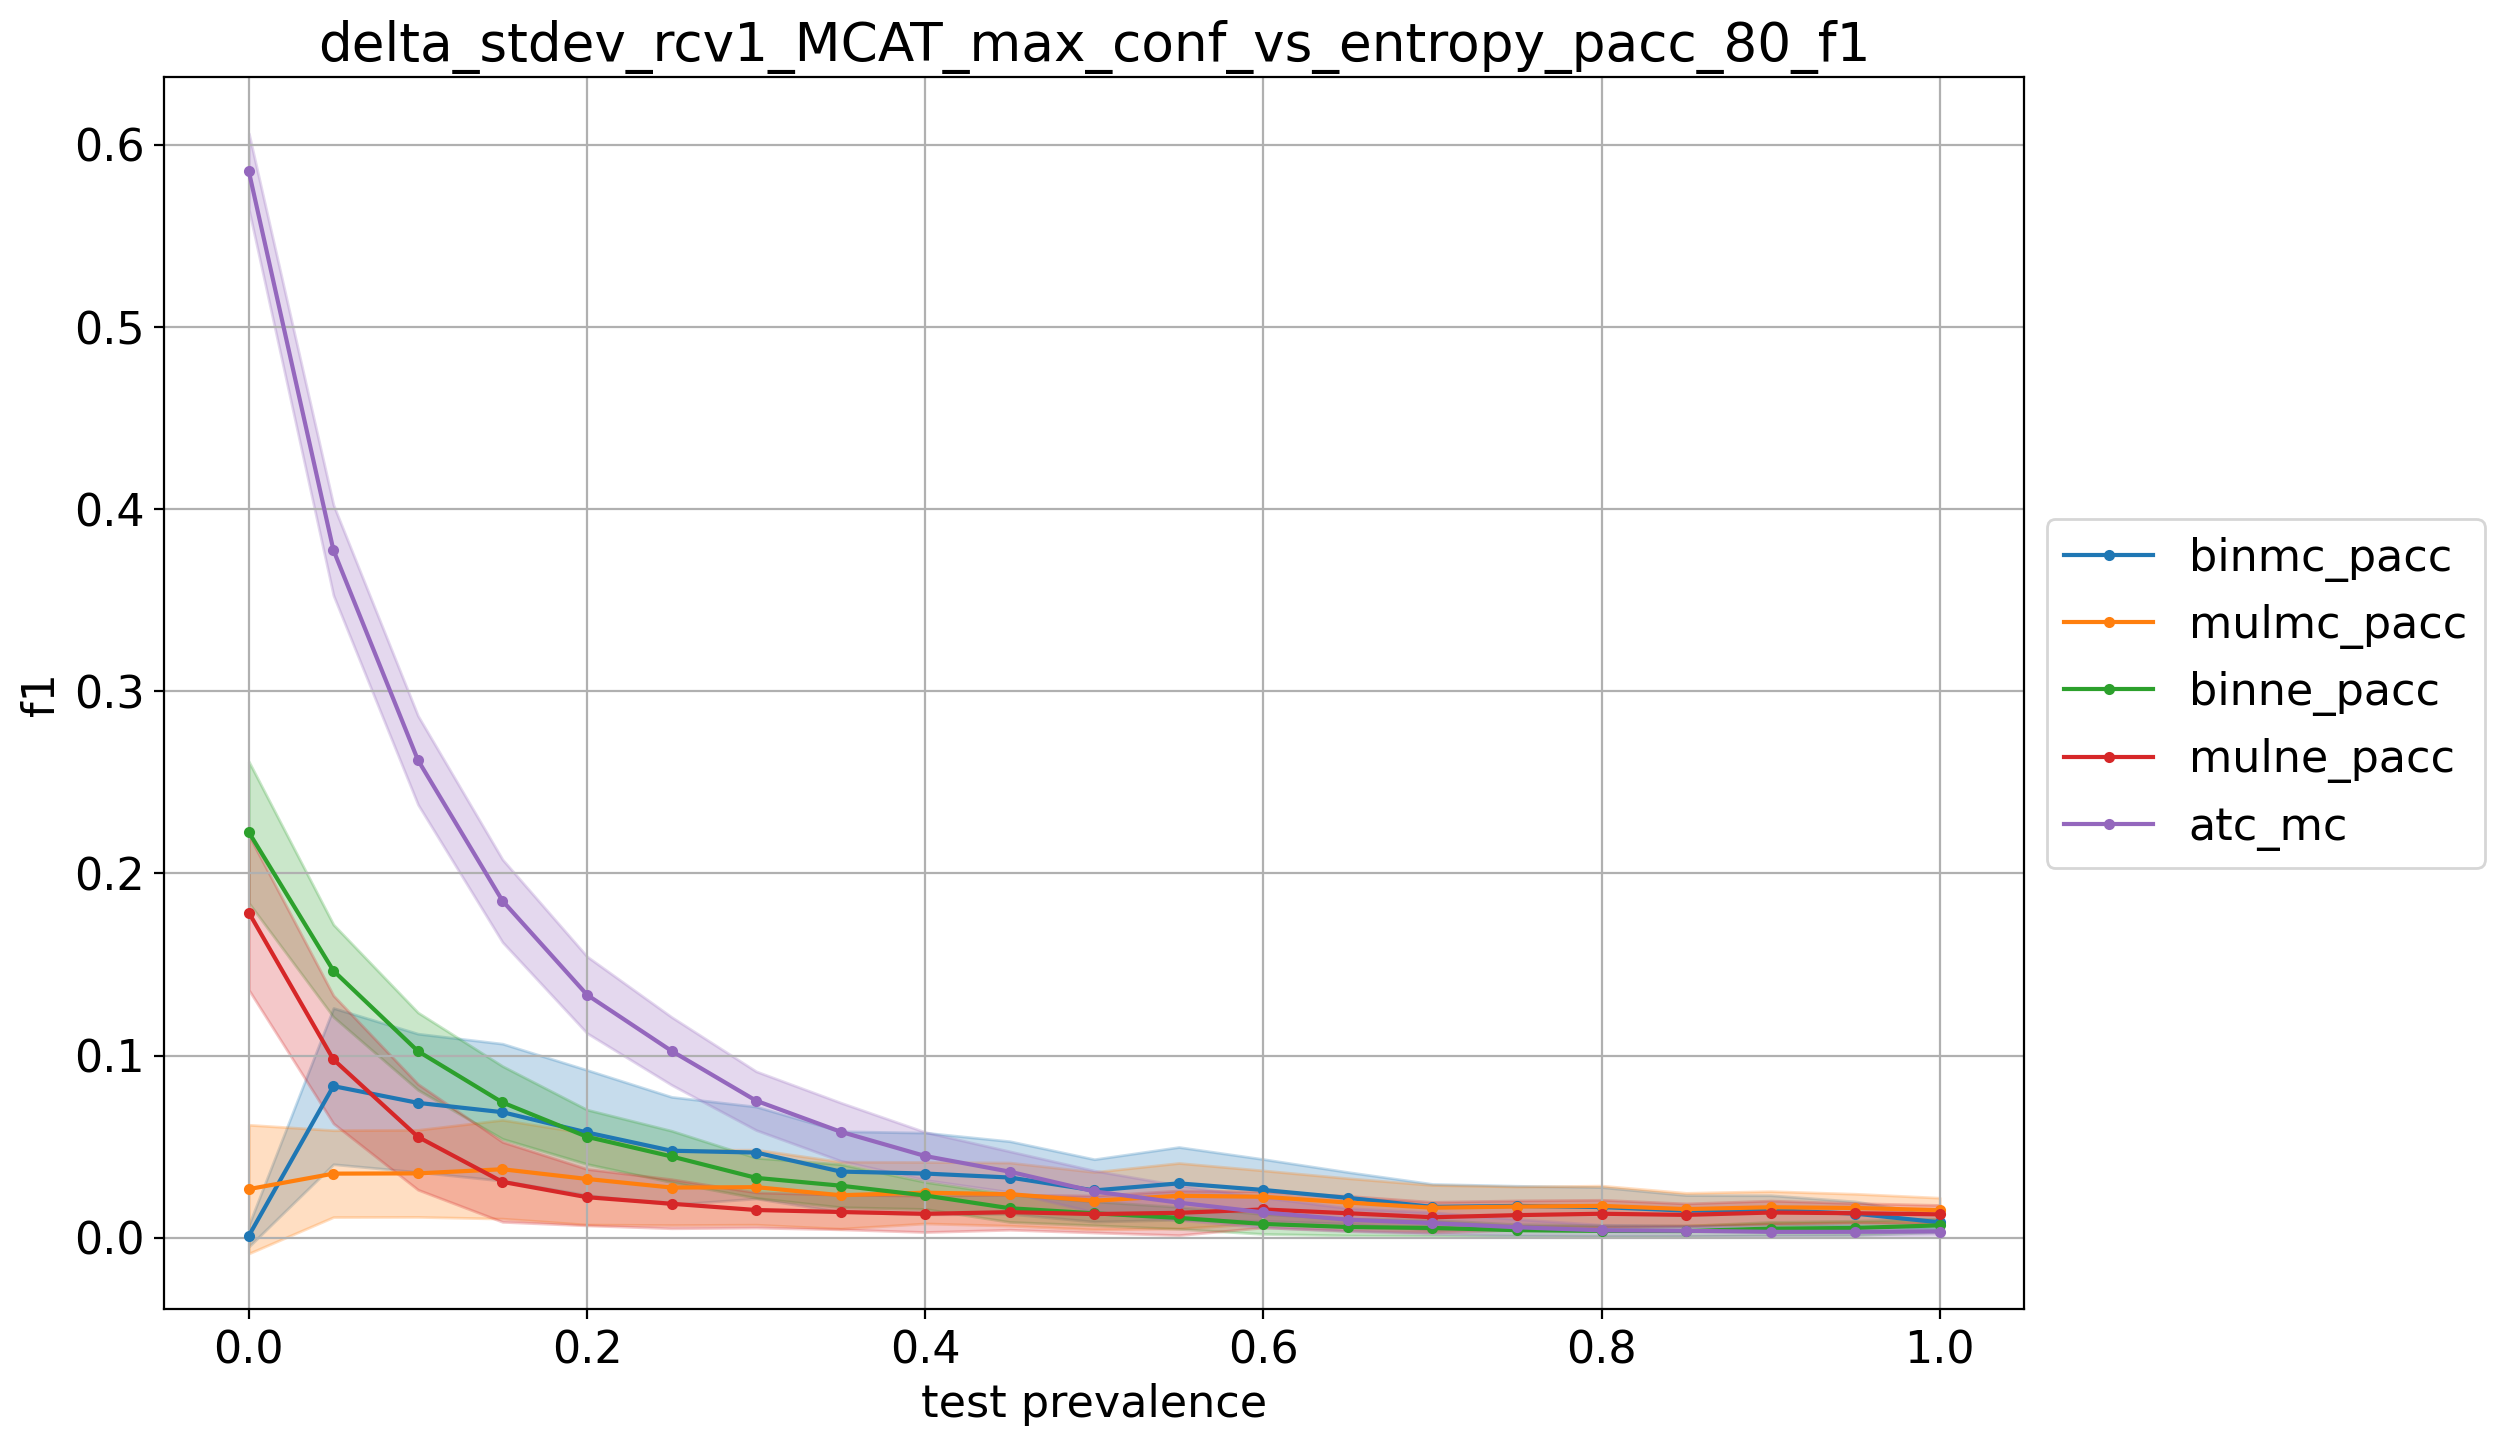 delta_stdev_rcv1_MCAT_max_conf_vs_entropy_pacc_80_f1
0.6
0.5
0.4
0.3
0.2
0.1
0.0
f1
0.0 0.2 0.4 0.6 0.8 1.0
test prevalence
binmc_pacc
mulmc_pacc
binne_pacc
mulne_pacc
atc_mc